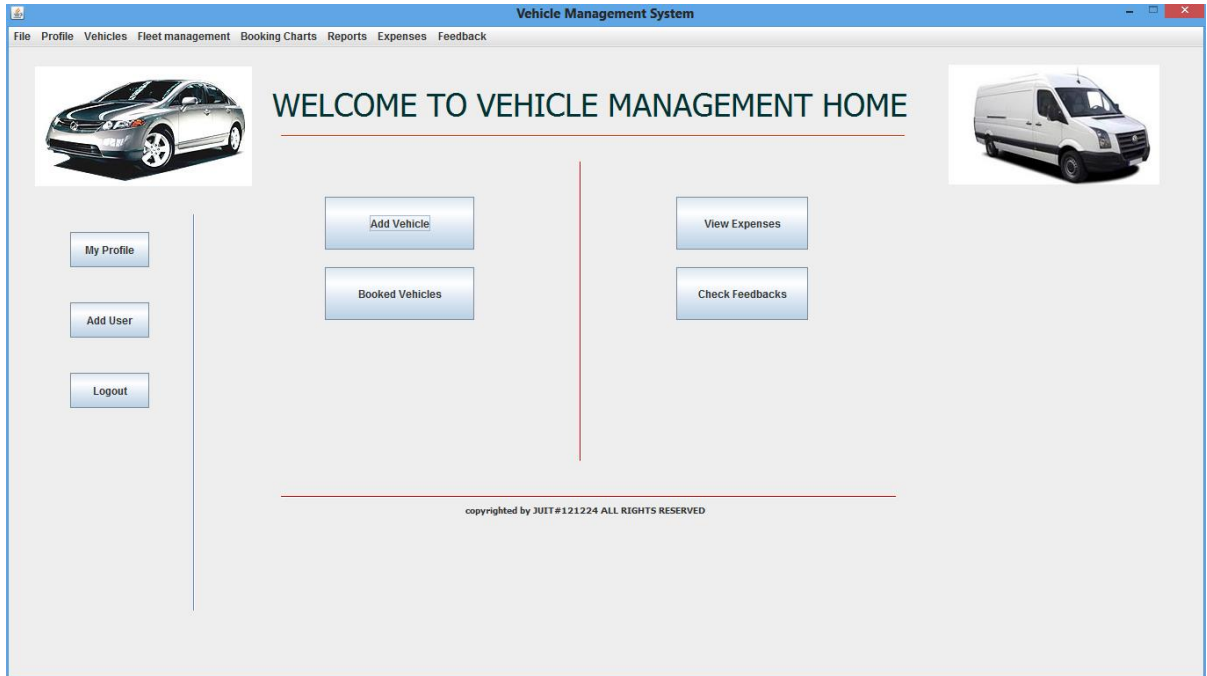 Vehicle Management System
File Profile Vehicles Fleet management Booking Charts Reports Expenses Feedback
WELCOME TO VEHICLE MANAGEMENT HOME
My Profile
Add User
Logout
Add Vehicle
Booked Vehicles
View Expenses
Check Feedbacks
copyrighted by JUIT#121224 ALL RIGHTS RESERVED